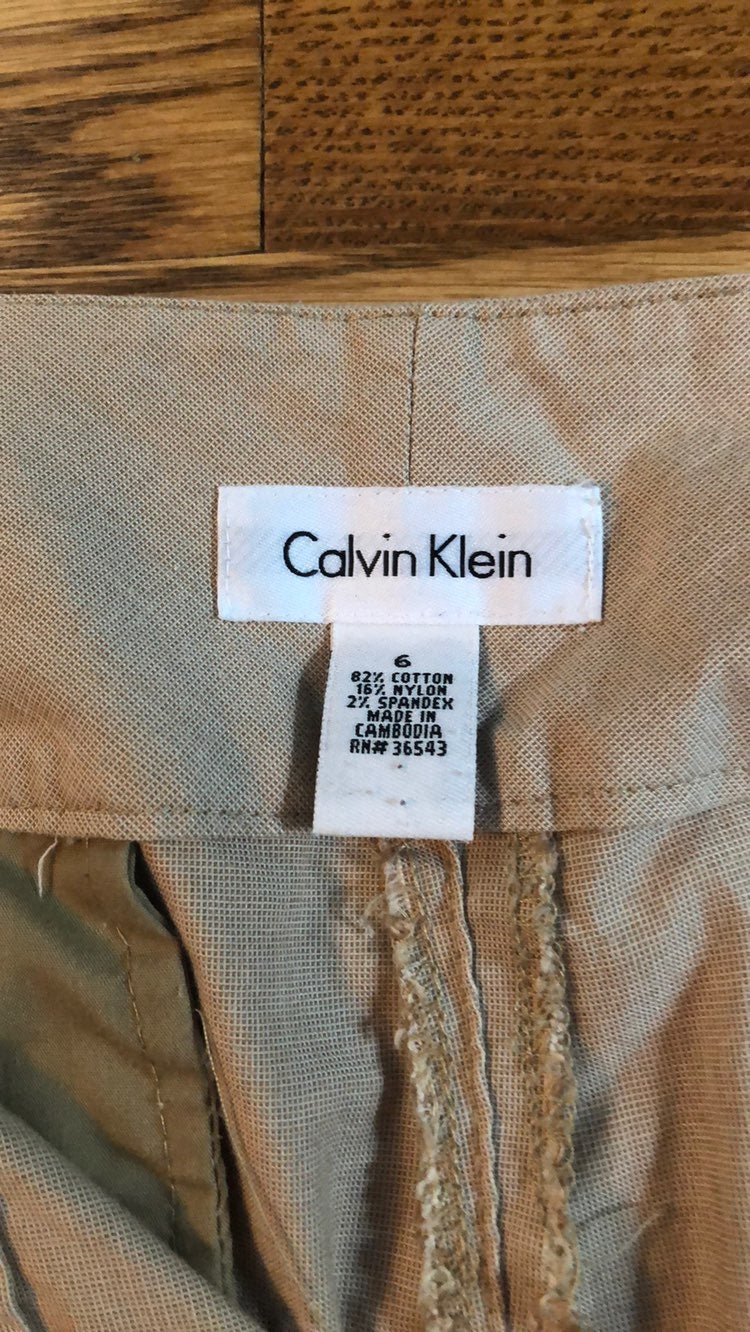 Calvin Klein
6
82% COTTON
16% NYLON
2% SPANDEX
MADE IN
CAMBODIA
RN# 36543